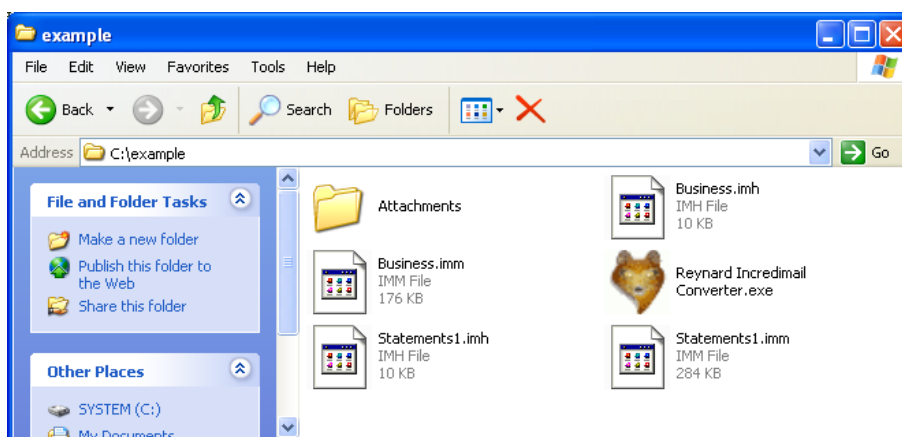 example
File Edit View Favorites Tools Help
Back Search Folders
Address C:\example Go
File and Folder Tasks
Make a new folder
Publish this folder to
the Web
Share this folder
Other Places
SYSTEM (C:)
My Documents
Attachments
Business.imh
IMH File
10 KB
Business.imm
IMM File
176 KB
Reynard Incredimail
Converter.exe
Statements1.imh
IMH File
10 KB
Statements1.imm
IMM File
284 KB